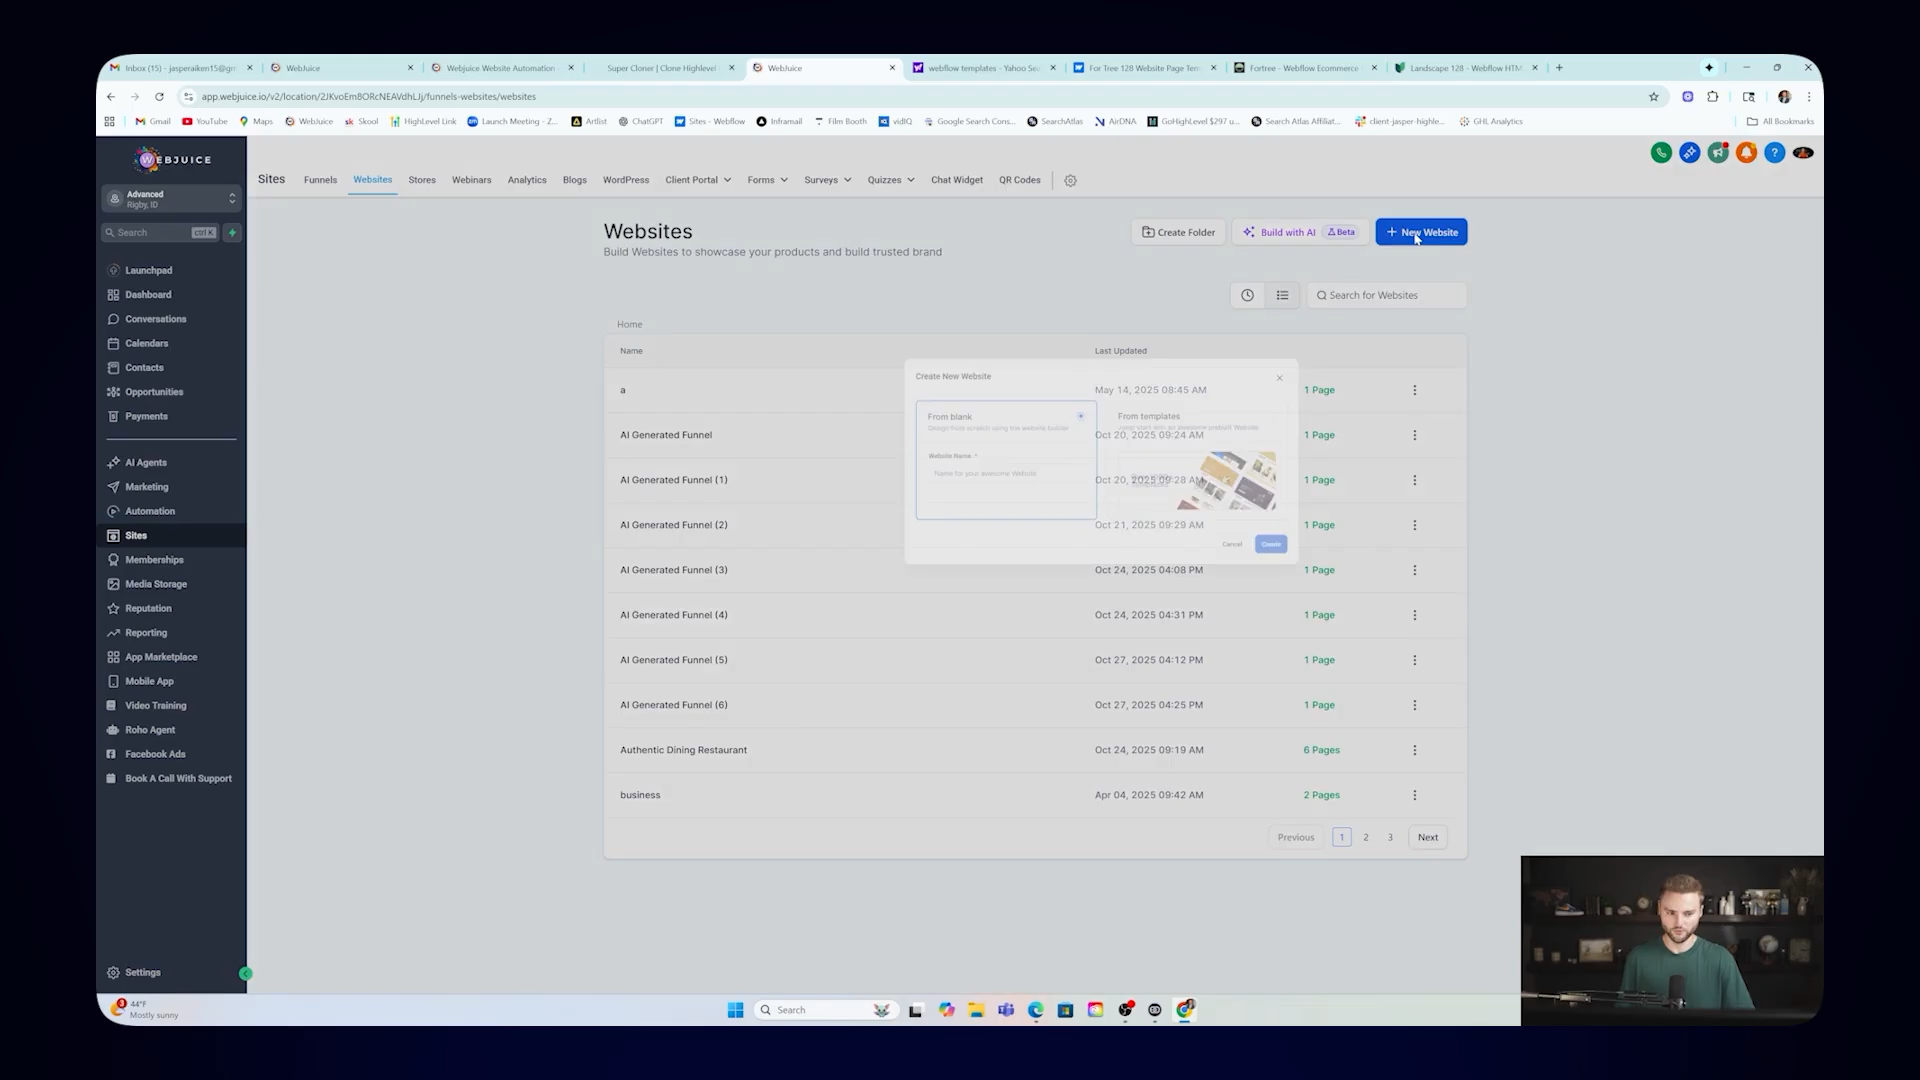 Inbox (15) - jasperaiken15@gm
WebJuice
Webjuice Website Automation
Super Cloner | Clone Highlevel
WebJuice
webflow templates - Yahoo Sea
For Tree 128 Website Page Tem
Fortree - Webflow Ecommerce
Landscape 128 - Webflow HTM
app.webjuice.io/v2/location/2JKvoEm8ORcNEAVdhLJj/funnels-websites/websites
Gmail
YouTube
Maps
WebJuice
Skool
HighLevel Link
Launch Meeting - Z...
Artlist
ChatGPT
Sites - Webflow
Inframail
Film Booth
vidIQ
Google Search Cons...
SearchAtlas
AirDNA
GoHighLevel $297 u...
Search Atlas Affiliat...
client-jasper-highle...
GHL Analytics
All Bookmarks
WEBJUICE
Advanced
Rigby, ID
Search
ctrl K
Launchpad
Dashboard
Conversations
Calendars
Contacts
Opportunities
Payments
AI Agents
Marketing
Automation
Sites
Memberships
Media Storage
Reputation
Reporting
App Marketplace
Mobile App
Video Training
Roho Agent
Facebook Ads
Book A Call With Support
Settings
Sites
Funnels
Websites
Stores
Webinars
Analytics
Blogs
WordPress
Client Portal
Forms
Surveys
Quizzes
Chat Widget
QR Codes
Websites
Build Websites to showcase your products and build trusted brand
Create Folder
Build with AI
Beta
+ New Website
Search for Websites
Home
Name
Last Updated
a
May 14, 2025 08:45 AM
1 Page
AI Generated Funnel
Oct 20, 2025 09:24 AM
1 Page
AI Generated Funnel (1)
Oct 20, 2025 09:28 AM
1 Page
AI Generated Funnel (2)
Oct 21, 2025 09:29 AM
1 Page
AI Generated Funnel (3)
Oct 24, 2025 04:08 PM
1 Page
AI Generated Funnel (4)
Oct 24, 2025 04:31 PM
1 Page
AI Generated Funnel (5)
Oct 27, 2025 04:12 PM
1 Page
AI Generated Funnel (6)
Oct 27, 2025 04:25 PM
1 Page
Authentic Dining Restaurant
Oct 24, 2025 09:19 AM
6 Pages
business
Apr 04, 2025 09:42 AM
2 Pages
Previous
1
2
3
Next
Create New Website
From blank
Design from scratch using the website builder
Website Name *
Name for your awesome Website
From templates
Jump start with an awesome prebuilt Website
Cancel
Create
3
44°F
Mostly sunny
Search